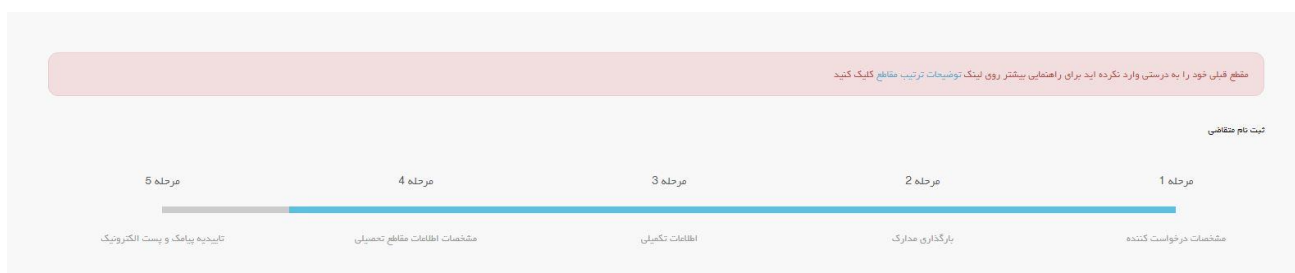 مقطع قبلی خود را به درستی وارد نکرده اید برای راهنمایی بیشتر روی لینک توضیحات ترتیب مقاطع کلیک کنید
ثبت نام متقاضی
مرحله 1 مرحله 2 مرحله 3 مرحله 4 مرحله 5
مشخصات درخواست کننده بارگذاری مدارک اطلاعات تکمیلی مشخصات اطلاعات مقاطع تحصیلی تاییدیه پیامک و پست الکترونیک